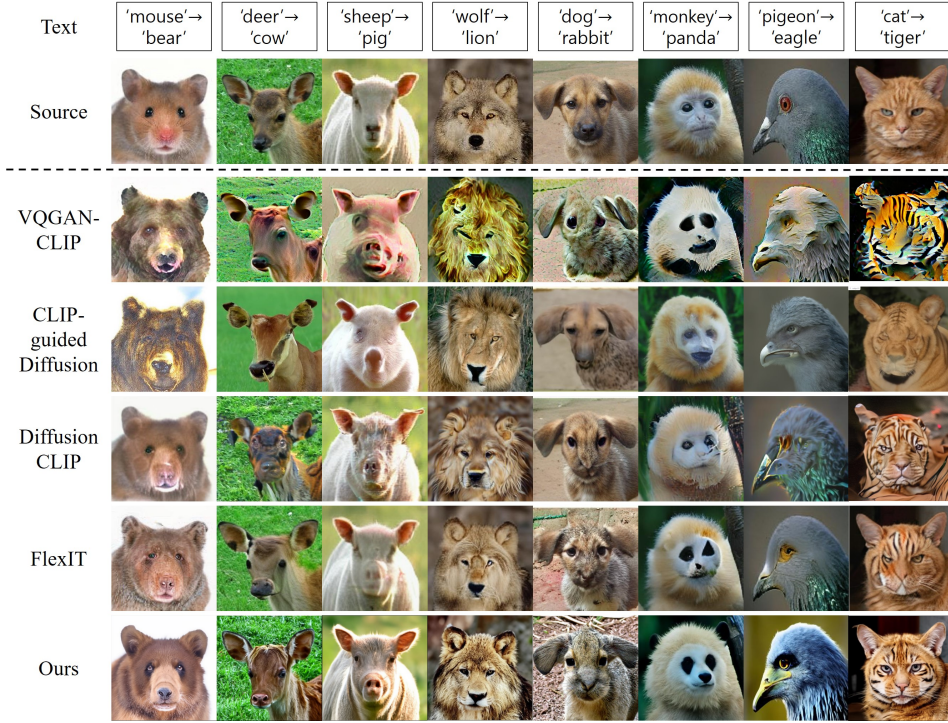 Text
'mouse'→ 'bear'
'deer'→ 'cow'
'sheep'→ 'pig'
'wolf'→ 'lion'
'dog'→ 'rabbit'
'monkey'→ 'panda'
'pigeon'→ 'eagle'
'cat'→ 'tiger'
Source
VQGAN-
CLIP
CLIP-
guided
Diffusion
Diffusion
CLIP
FlexIT
Ours